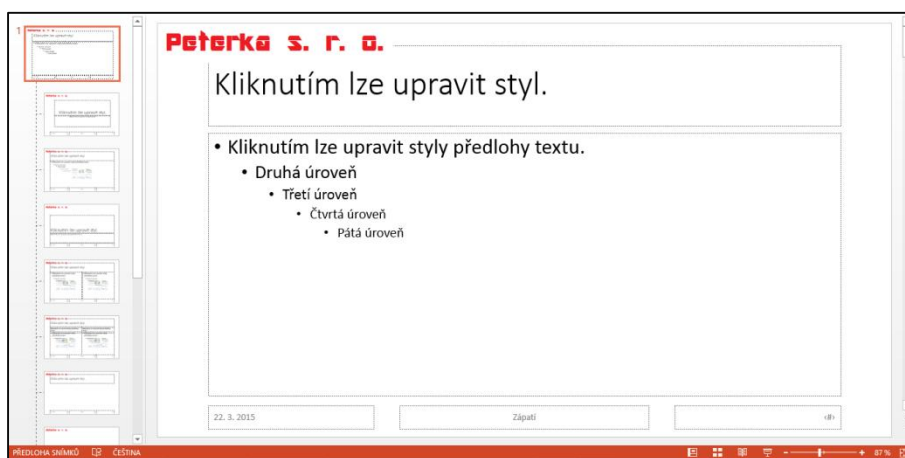 1
Peterka s. r. o.
Kliknutím lze upravit styl.
• Kliknutím lze upravit styly předlohy textu.
• Druhá úroveň
• Třetí úroveň
• Čtvrtá úroveň
• Pátá úroveň
22. 3. 2015 Zápatí ‹#›
PŘEDLOHA SNÍMKŮ ČEŠTINA 87 %